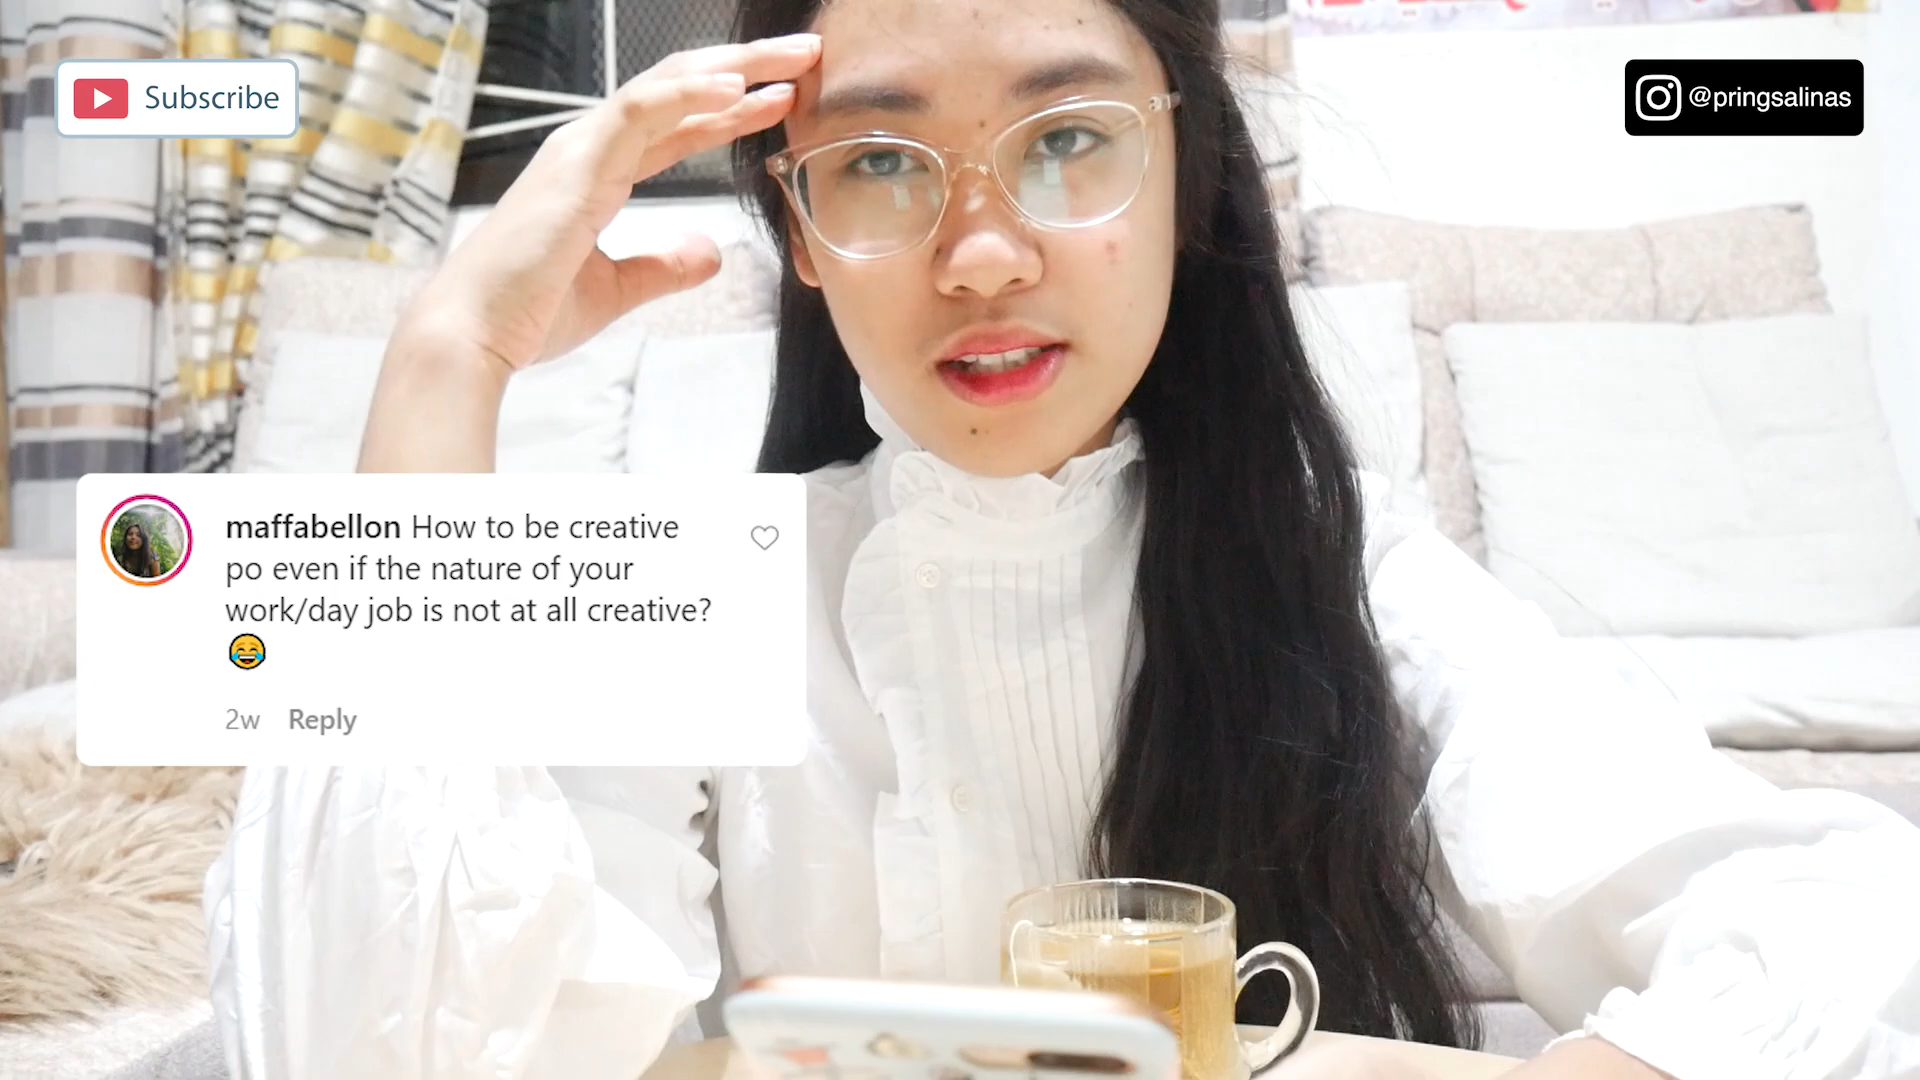 Subscribe
@pringsalinas
maffabellon How to be creative
po even if the nature of your
work/day job is not at all creative?
😂
2w Reply